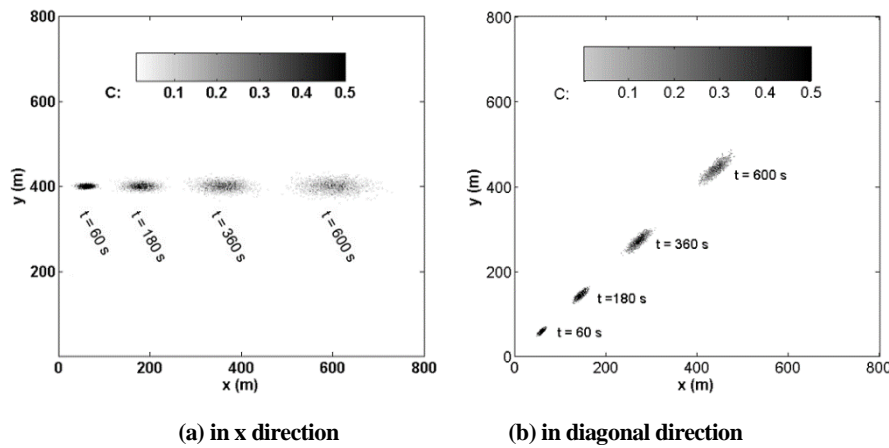 800
600
400
200
0
y (m)
C:
0.1 0.2 0.3 0.4 0.5
t = 60 s
t = 180 s
t = 360 s
t = 600 s
0 200 400 600 800
x (m)
(a) in x direction
800
600
400
200
0
y (m)
C:
0.1 0.2 0.3 0.4 0.5
t = 600 s
t = 360 s
t =180 s
t = 60 s
0 200 400 600 800
x (m)
(b) in diagonal direction